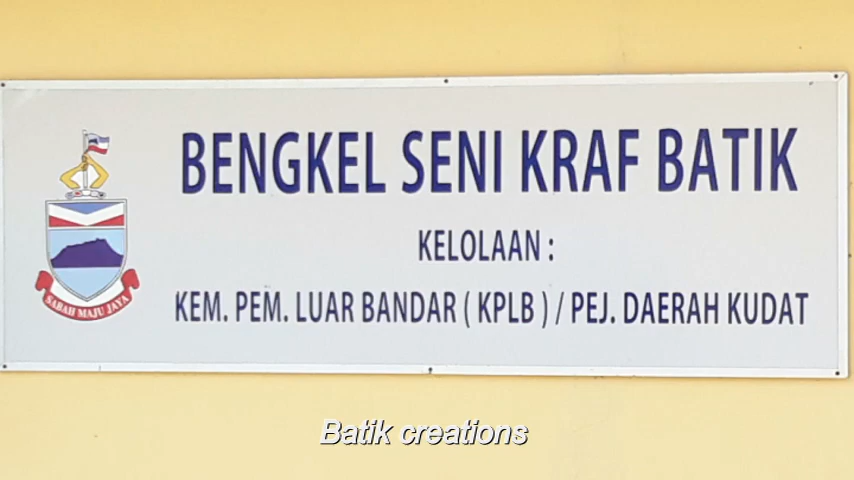 BENGKEL SENI KRAF BATIK
KELOLAAN :
KEM. PEM. LUAR BANDAR ( KPLB ) / PEJ. DAERAH KUDAT
SABAH MAJU JAYA
Batik creations